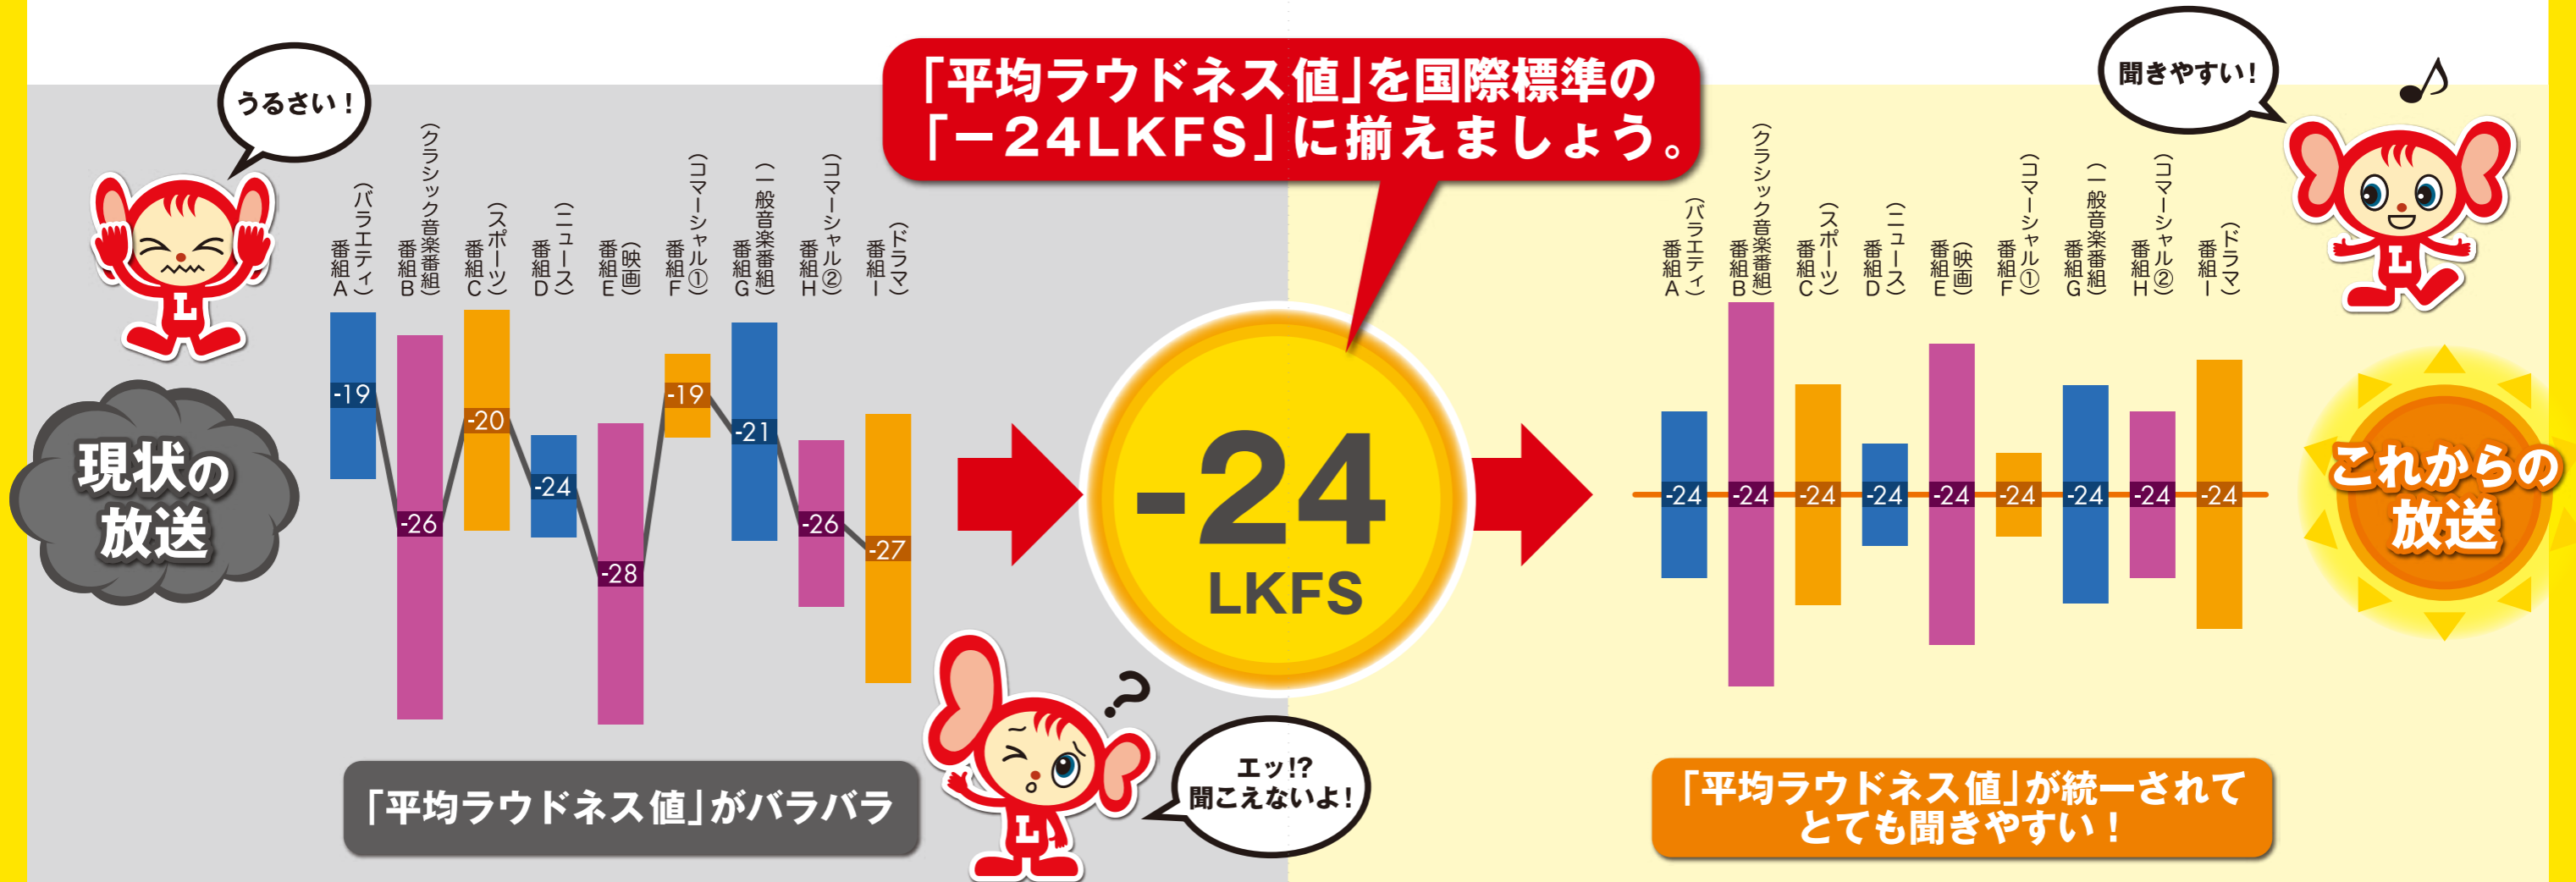 うるさい！
「平均ラウドネス値」を国際標準の
「－24LKFS」に揃えましょう。
聞きやすい！
番組A（バラエティ）
番組B（クラシック音楽番組）
番組C（スポーツ）
番組D（ニュース）
番組E（映画）
番組F（コマーシャル①）
番組G（一般音楽番組）
番組H（コマーシャル②）
番組I（ドラマ）
-19
-26
-20
-24
-28
-19
-21
-26
-27
L
現状の
放送
-24
LKFS
番組A（バラエティ）
番組B（クラシック音楽番組）
番組C（スポーツ）
番組D（ニュース）
番組E（映画）
番組F（コマーシャル①）
番組G（一般音楽番組）
番組H（コマーシャル②）
番組I（ドラマ）
-24
-24
-24
-24
-24
-24
-24
-24
-24
L
これからの
放送
「平均ラウドネス値」がバラバラ
?
エッ!?
聞こえないよ！
L
「平均ラウドネス値」が統一されて
とても聞きやすい！